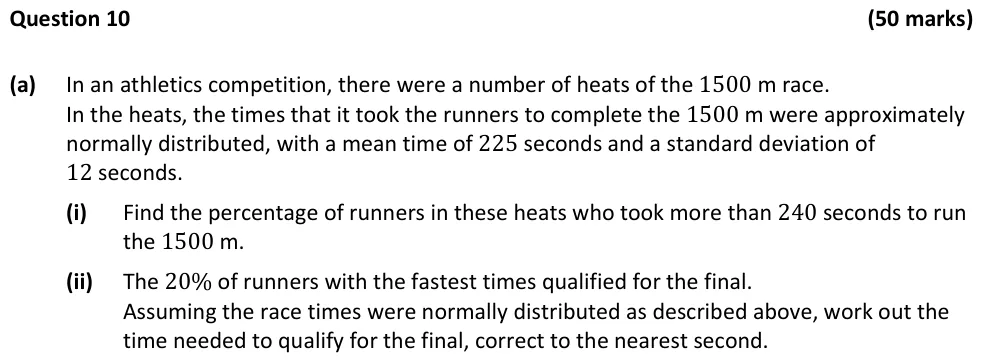 Question 10 (50 marks)
(a) In an athletics competition, there were a number of heats of the 1500 m race.
In the heats, the times that it took the runners to complete the 1500 m were approximately
normally distributed, with a mean time of 225 seconds and a standard deviation of
12 seconds.
(i) Find the percentage of runners in these heats who took more than 240 seconds to run
the 1500 m.
(ii) The 20% of runners with the fastest times qualified for the final.
Assuming the race times were normally distributed as described above, work out the
time needed to qualify for the final, correct to the nearest second.